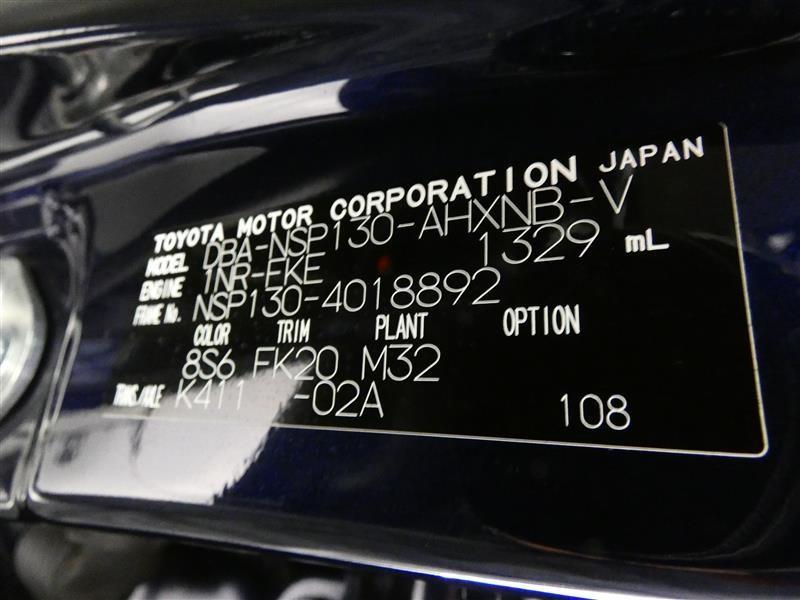 TOYOTA MOTOR CORPORATION JAPAN
MODEL DBA-NSP130-AHXNB-V
ENGINE 1NR-FKE 1329 mL
FRAME No. NSP130-4018892
COLOR TRIM PLANT OPTION
8S6 FK20 M32
TRANS/AXLE K411 -02A 108